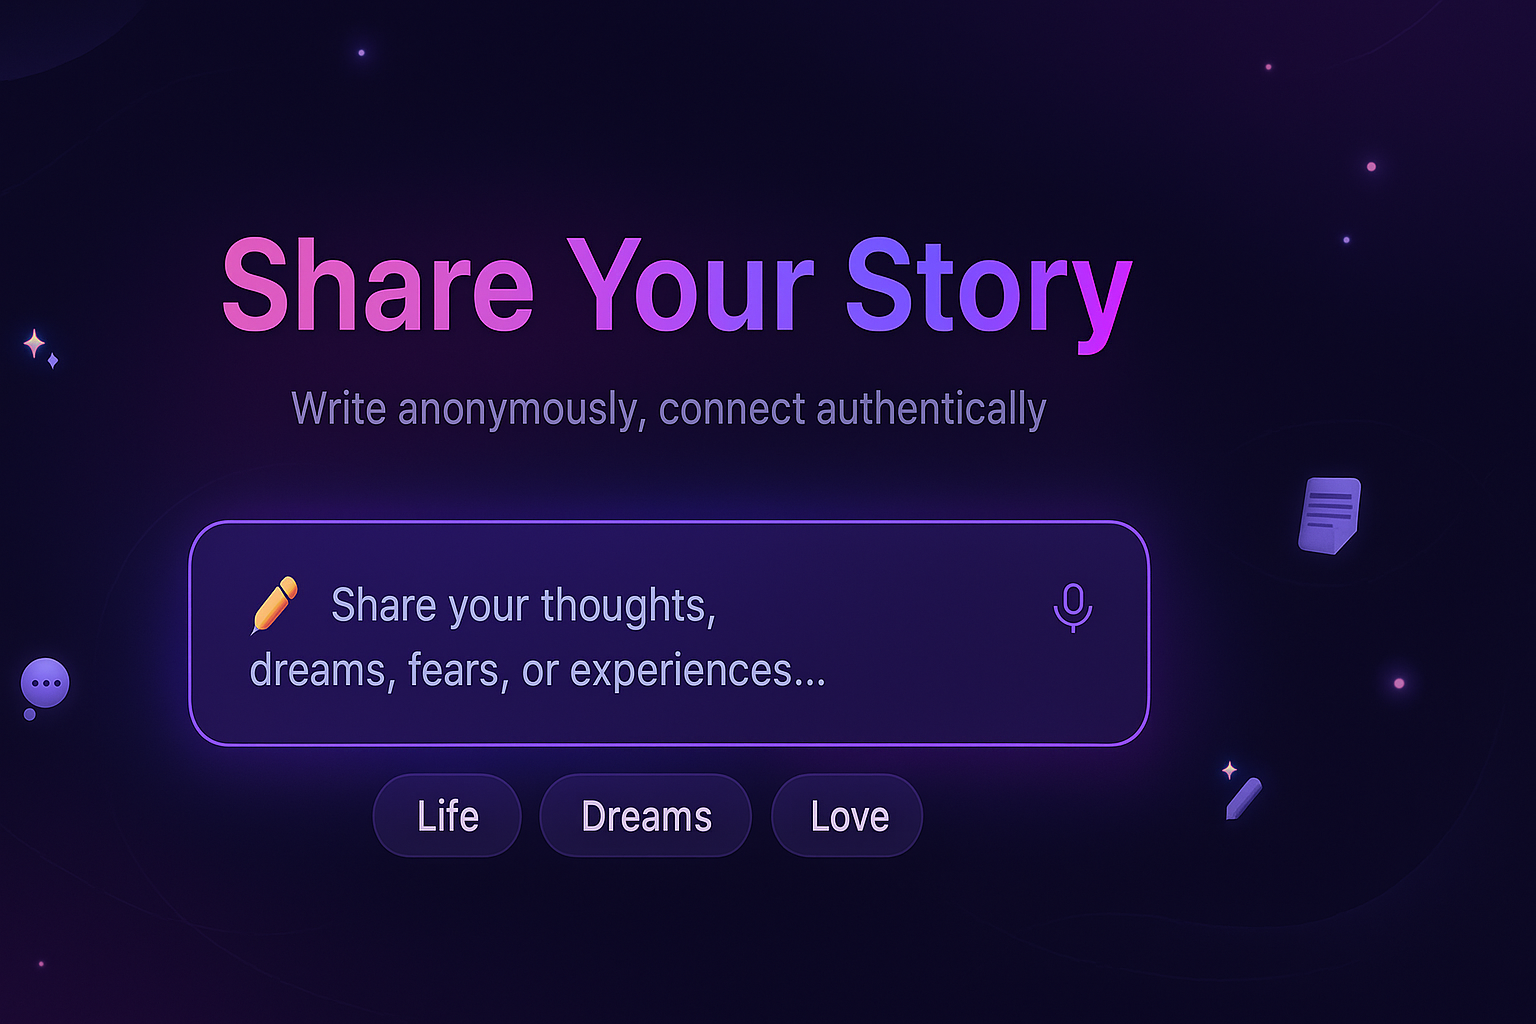 Share Your Story
Write anonymously, connect authentically
Share your thoughts,
dreams, fears, or experiences...
Life
Dreams
Love